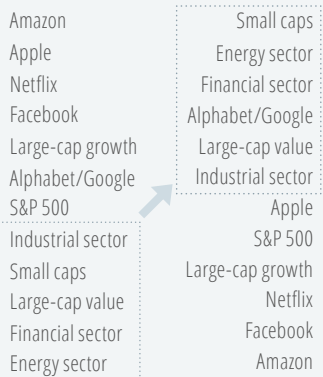 Amazon
Apple
Netflix
Facebook
Large-cap growth
Alphabet/Google
S&P 500
Industrial sector
Small caps
Large-cap value
Financial sector
Energy sector
Small caps
Energy sector
Financial sector
Alphabet/Google
Large-cap value
Industrial sector
Apple
S&P 500
Large-cap growth
Netflix
Facebook
Amazon